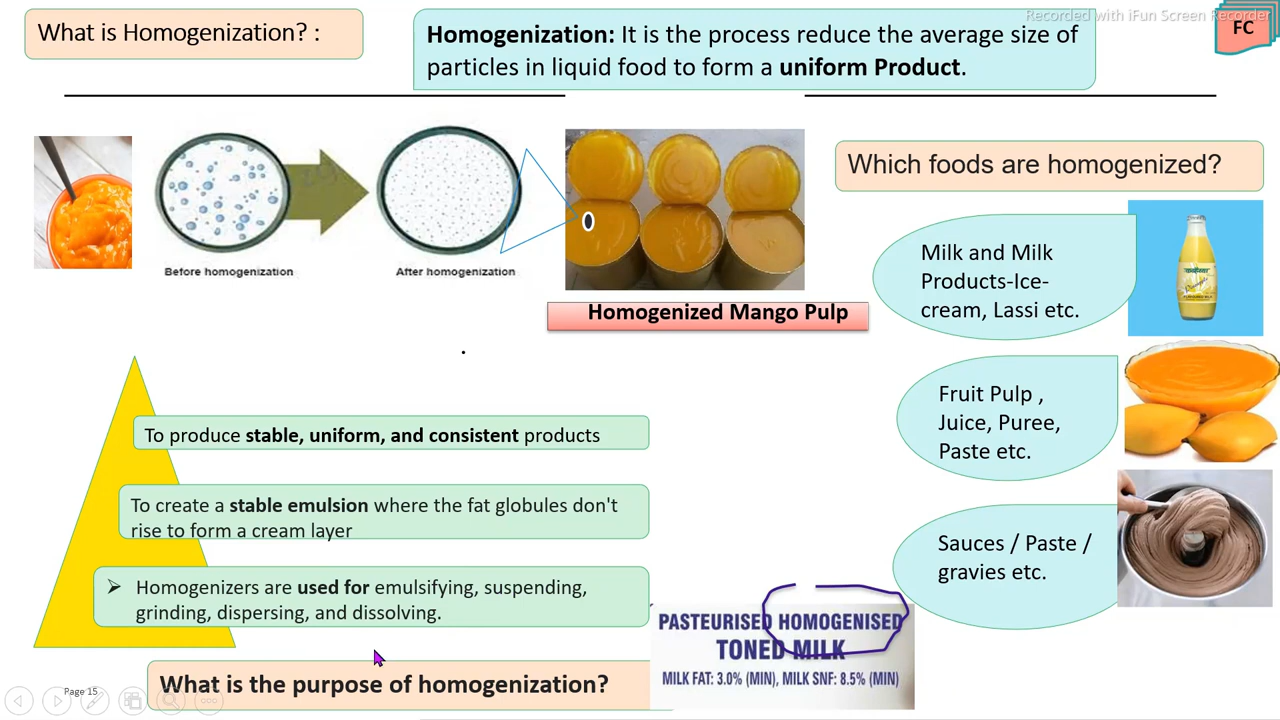 What is Homogenization? :
Homogenization: It is the process reduce the average size of
particles in liquid food to form a uniform Product.
Recorded with iFun Screen Recorder
FC
Before homogenization
After homogenization
Homogenized Mango Pulp
Which foods are homogenized?
Milk and Milk
Products-Ice-
cream, Lassi etc.
Fruit Pulp ,
Juice, Puree,
Paste etc.
Sauces / Paste /
gravies etc.
To produce stable, uniform, and consistent products
To create a stable emulsion where the fat globules don't
rise to form a cream layer
➢ Homogenizers are used for emulsifying, suspending,
grinding, dispersing, and dissolving.
PASTEURISED HOMOGENISED
TONED MILK
MILK FAT: 3.0% (MIN), MILK SNF: 8.5% (MIN)
What is the purpose of homogenization?
Page 15